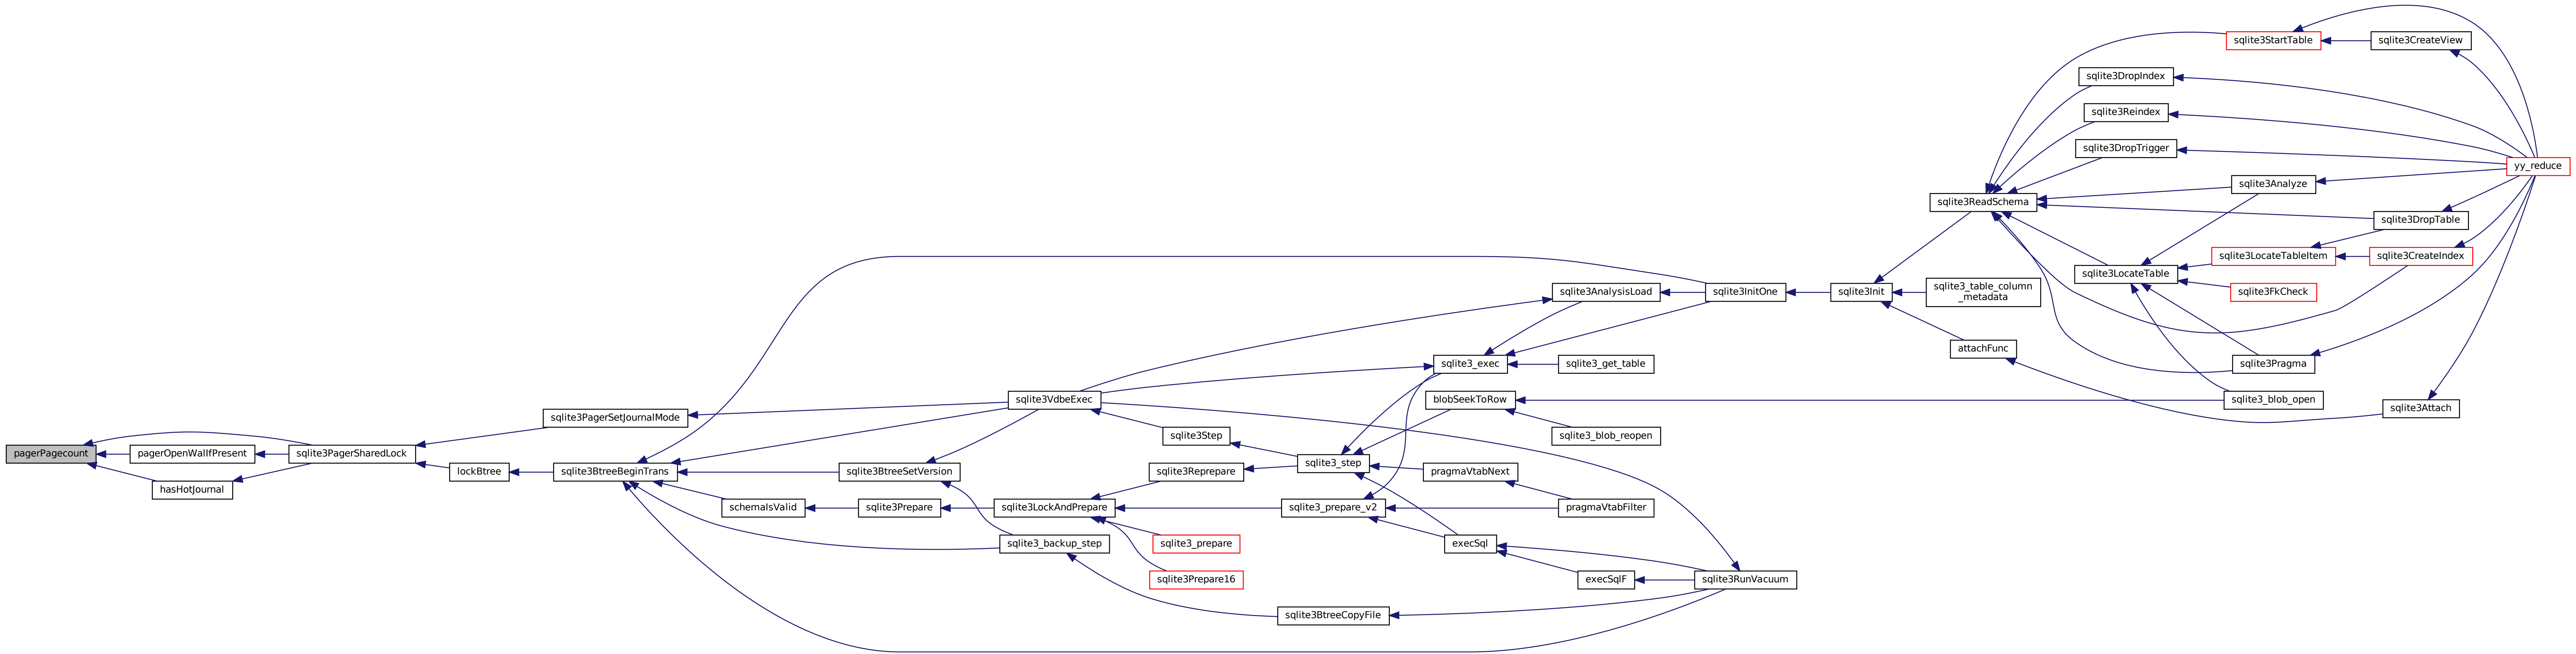 pagerPagecount
pagerOpenWalIfPresent
hasHotJournal
sqlite3PagerSharedLock
sqlite3PagerSetJournalMode
lockBtree
sqlite3BtreeBeginTrans
sqlite3BtreeSetVersion
schemaIsValid
sqlite3Prepare
sqlite3VdbeExec
sqlite3LockAndPrepare
sqlite3_backup_step
sqlite3Step
sqlite3Reprepare
sqlite3_prepare
sqlite3Prepare16
sqlite3_step
sqlite3_prepare_v2
sqlite3BtreeCopyFile
sqlite3_exec
blobSeekToRow
pragmaVtabNext
execSql
sqlite3AnalysisLoad
sqlite3_get_table
sqlite3_blob_reopen
pragmaVtabFilter
execSqlF
sqlite3InitOne
sqlite3RunVacuum
sqlite3Init
sqlite3ReadSchema
sqlite3_table_column
_metadata
attachFunc
sqlite3DropIndex
sqlite3Reindex
sqlite3DropTrigger
sqlite3LocateTable
sqlite3StartTable
sqlite3Analyze
sqlite3LocateTableItem
sqlite3FkCheck
sqlite3Pragma
sqlite3_blob_open
sqlite3CreateView
sqlite3DropTable
sqlite3CreateIndex
sqlite3Attach
yy_reduce